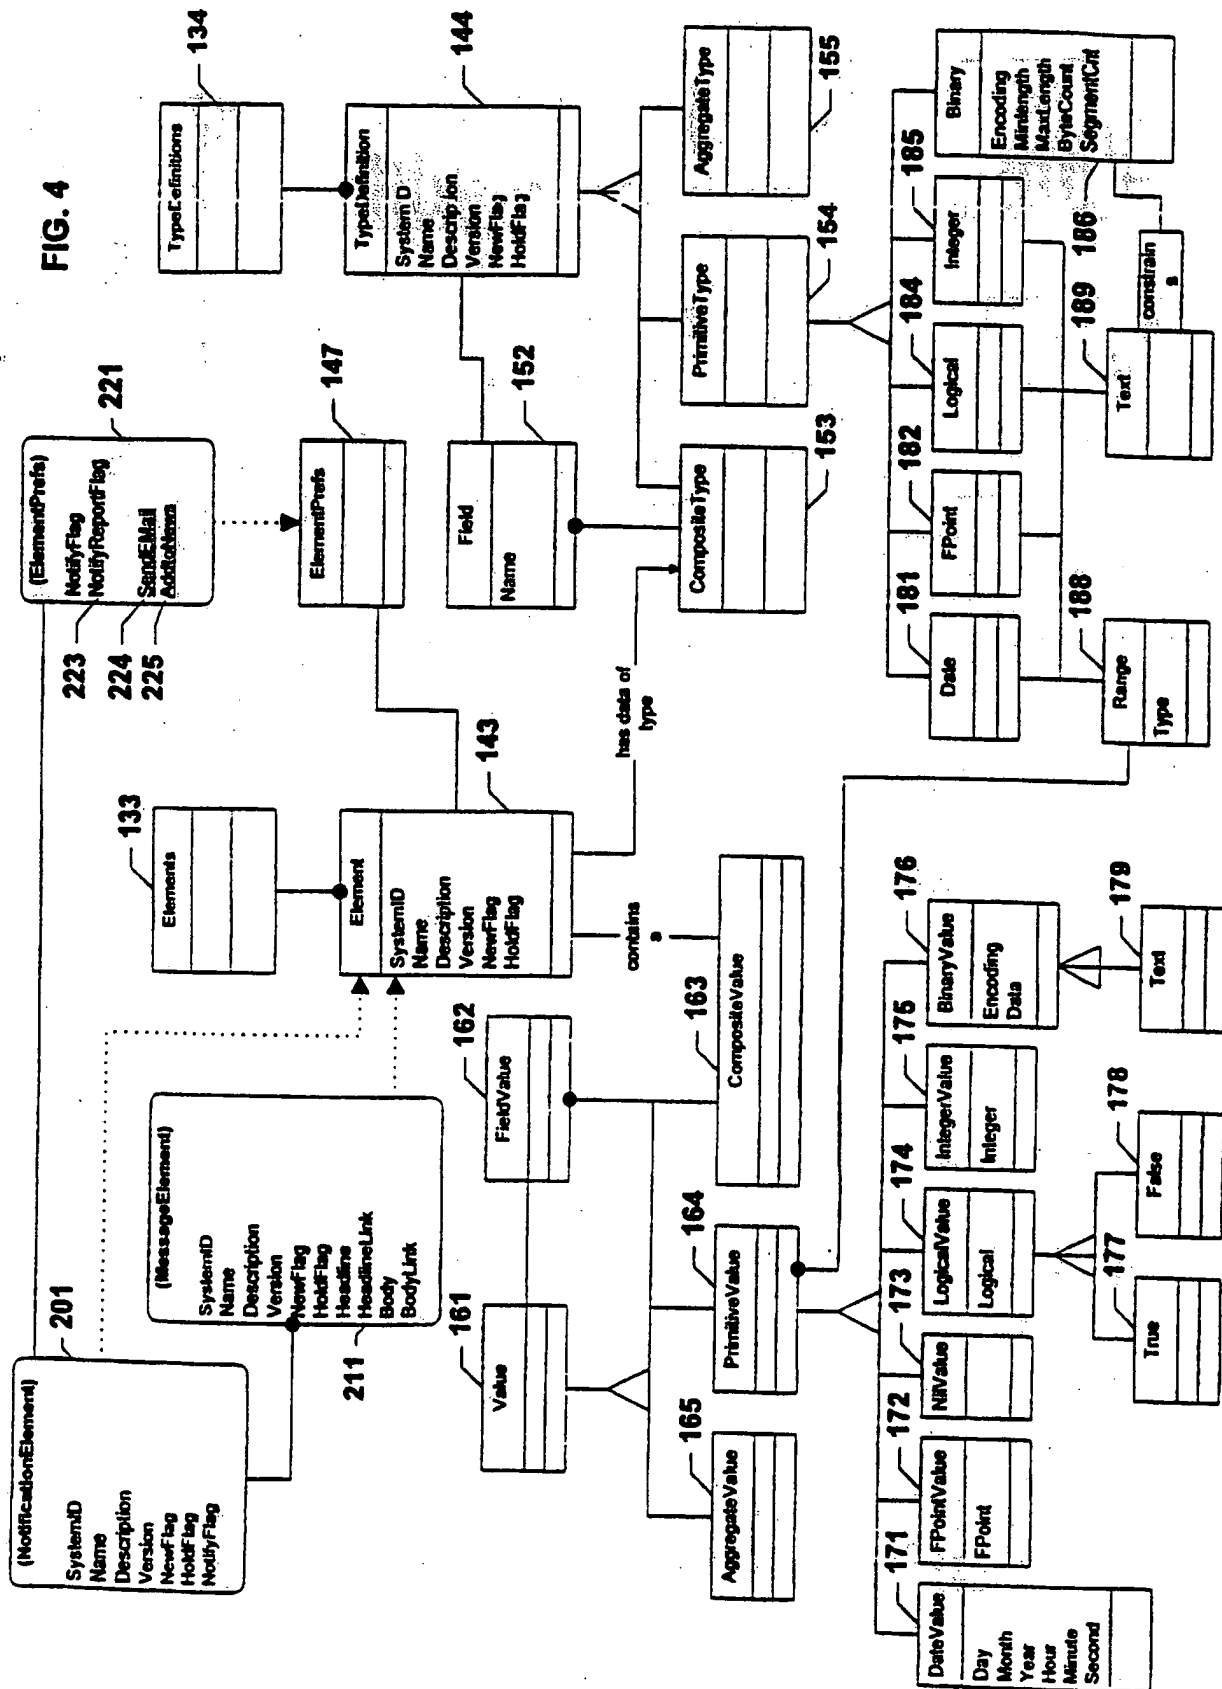 FIG. 4
(NotificationElement)
SystemID
Name
Description
Version
NewFlag
HoldFlag
NotifyFlag
201
(MessageElement)
SystemID
Name
Description
Version
NewFlag
HoldFlag
Headline
HeadlineLink
Body
BodyLink
211
(ElementPrefs)
NotifyFlag
NotifyReportFlag
SendEMail
AddtoNews
221
223
224
225
Elements
133
Element
SystemID
Name
Description
Version
NewFlag
HoldFlag
143
ElementPrefs
147
TypeDefinitions
134
TypeDefinition
System D
Name
Description
Version
NewFlag
HoldFlag
144
Field
Name
152
has data of
type
contains
a
Value
161
FieldValue
162
CompositeType
153
PrimitiveType
154
AggregateType
155
AggregateValue
165
PrimitiveValue
164
CompositeValue
163
DateValue
Day
Month
Year
Hour
Minute
Second
171
FPointValue
FPoint
172
NilValue
173
LogicalValue
Logical
174
IntegerValue
Integer
175
BinaryValue
Encoding
Data
176
True
177
False
178
Text
179
Date
181
FPoint
182
Logical
184
Integer
185
Binary
Encoding
Minlength
MaxLength
ByteCount
SegmentCnt
186
Range
Type
188
Text
189
constrain
s